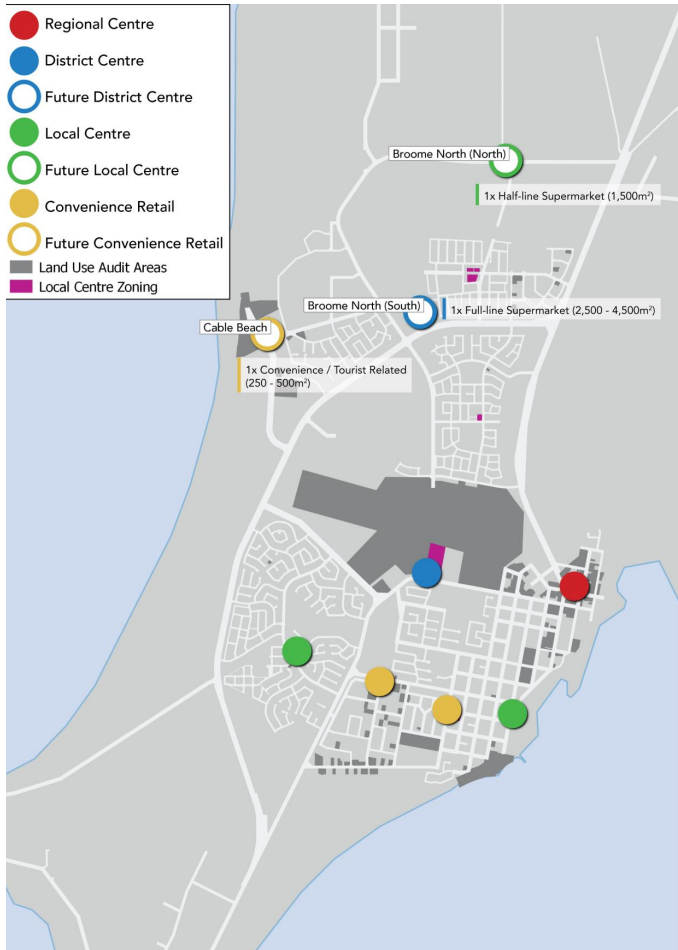 Regional Centre
District Centre
Future District Centre
Local Centre
Future Local Centre
Convenience Retail
Future Convenience Retail
Land Use Audit Areas
Local Centre Zoning
Broome North (North)
1x Half-line Supermarket (1,500m²)
Broome North (South)
1x Full-line Supermarket (2,500 - 4,500m²)
Cable Beach
1x Convenience / Tourist Related
(250 - 500m²)